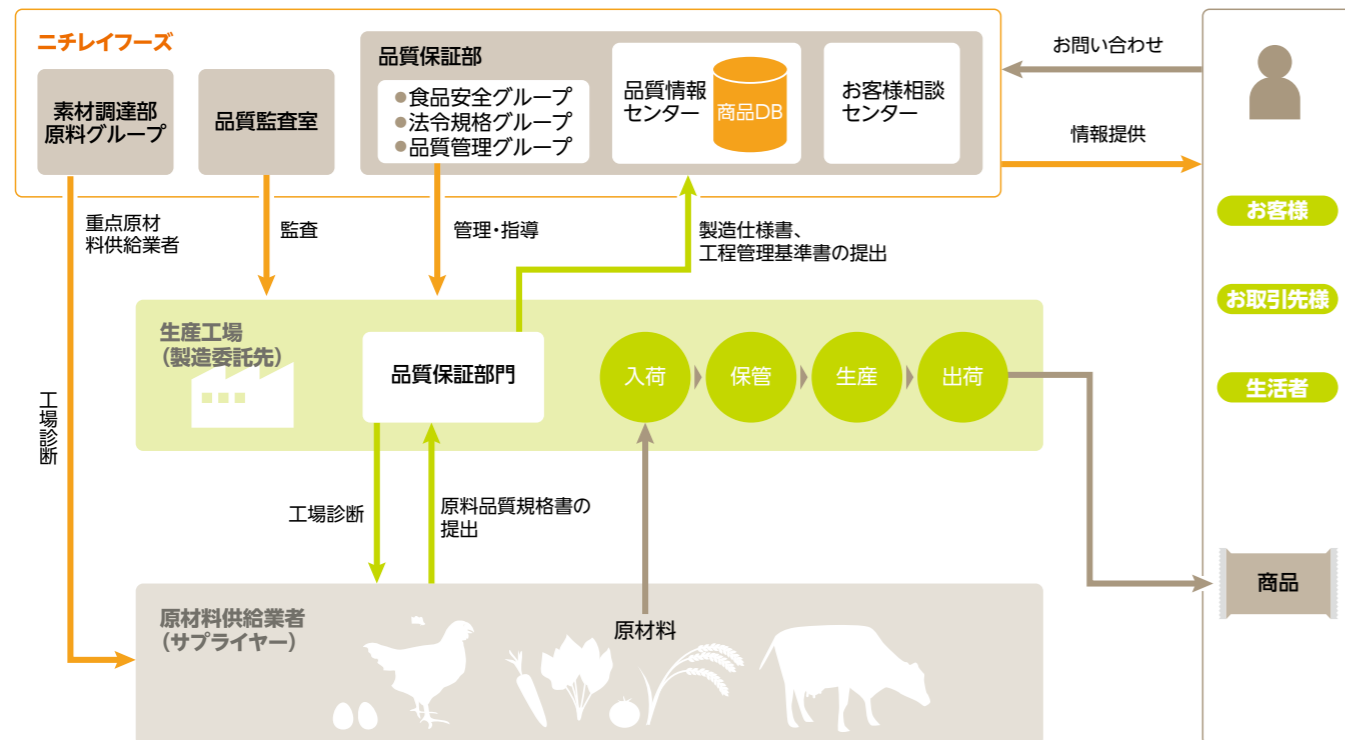 ニチレイフーズ
素材調達部
原料グループ
品質監査室
品質保証部
●食品安全グループ
●法令規格グループ
●品質管理グループ
品質情報
センター
商品DB
お客様相談
センター
お問い合わせ
情報提供
お客様
お取引先様
生活者
商品
重点原材
料供給業者
監査
管理・指導
製造仕様書、
工程管理基準書の提出
生産工場
（製造委託先）
品質保証部門
入荷
保管
生産
出荷
工場診断
工場診断
原料品質規格書の
提出
原材料供給業者
（サプライヤー）
原材料